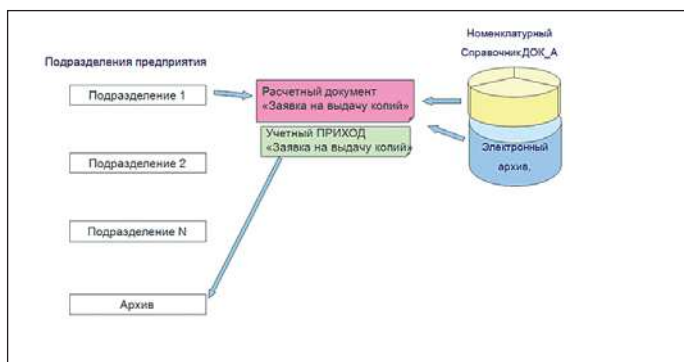 Номенклатурный
Справочник ДОК_А
Подразделения предприятия
Подразделение 1
Расчетный документ
«Заявка на выдачу копий»
Учетный ПРИХОД
«Заявка на выдачу копий»
Электронный
архив,
Подразделение 2
Подразделение N
Архив